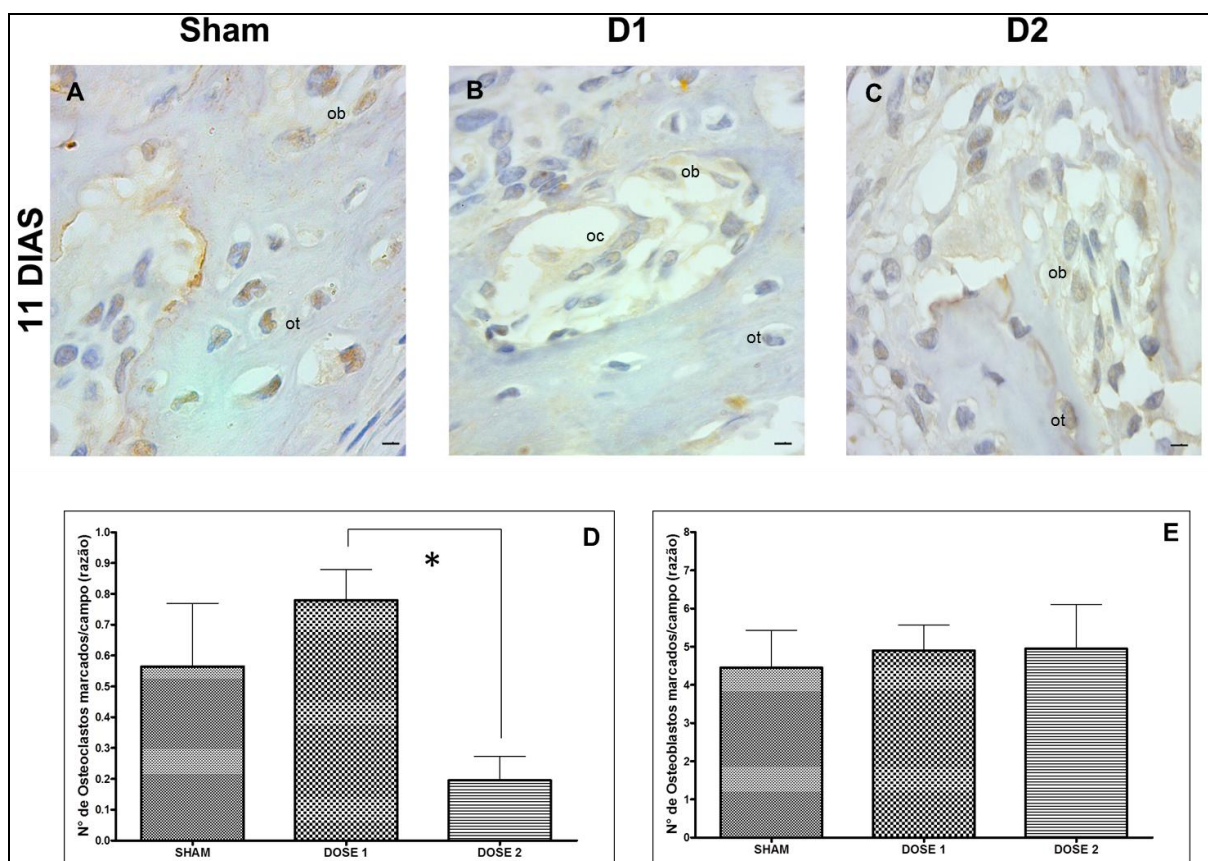 Sham D1 D2
11 DIAS
A
ob
ot
B
ob
oc
ot
C
ob
ot
D
N° de Osteoclastos marcados/campo (razão)
1.0
0.9
0.8
0.7
0.6
0.5
0.4
0.3
0.2
0.1
0.0
*
SHAM DOSE 1 DOSE 2
E
N° de Osteoblastos marcados/campo (razão)
8
7
6
5
4
3
2
1
0
SHAM DOSE 1 DOSE 2